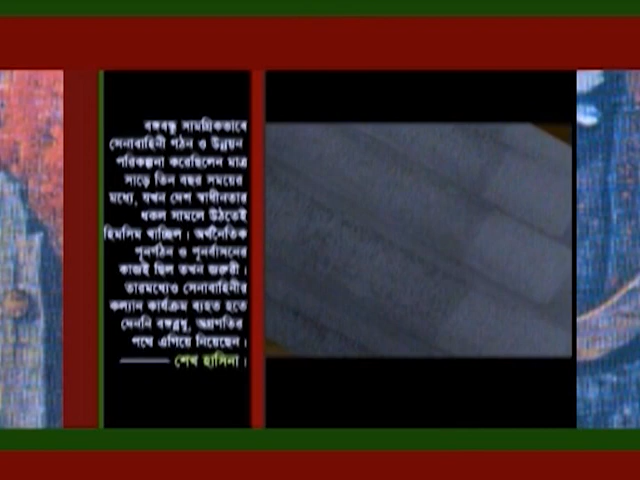 বঙ্গবন্ধু সামগ্রিকভাবে
সেনাবাহিনী গঠন ও উন্নয়ন
পরিকল্পনা করেছিলেন মাত্র
সাড়ে তিন বছর সময়ের
মধ্যে, যখন দেশ স্বাধীনতার
ধকল সামলে উঠতেই
হিমসিম খাচ্ছিল। অর্থনৈতিক
পূনর্গঠন ও পূনর্বাসনের
কাজই ছিল তখন জরুরী।
তারমধ্যেও সেনাবাহিনীর
কল্যান কার্যক্রম ব্যহত হতে
দেননি বঙ্গবন্ধু, অগ্রগতির
পথে এগিয়ে নিয়েছেন।
শেখ হাসিনা।